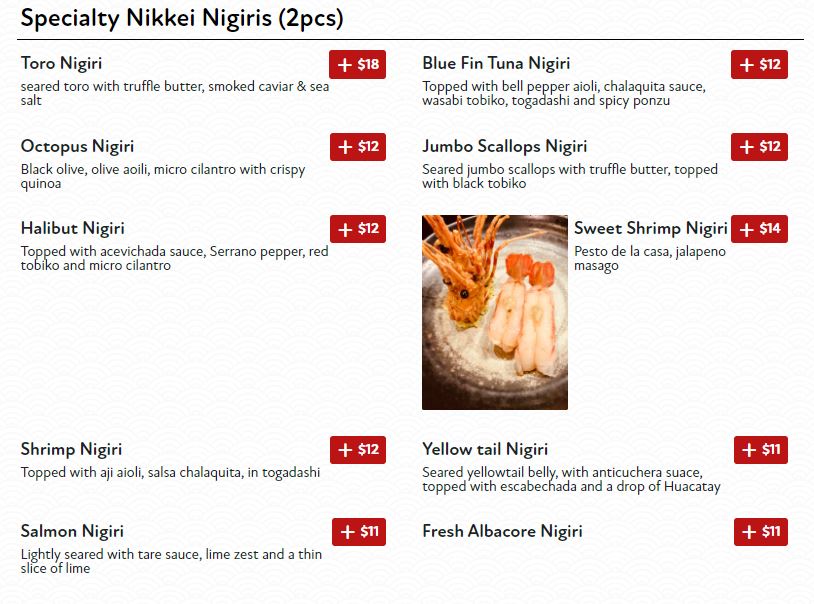 Specialty Nikkei Nigiris (2pcs)
Toro Nigiri
+ $18
seared toro with truffle butter, smoked caviar & sea
salt
Blue Fin Tuna Nigiri
+ $12
Topped with bell pepper aioli, chalaquita sauce,
wasabi tobiko, togadashi and spicy ponzu
Octopus Nigiri
+ $12
Black olive, olive aoili, micro cilantro with crispy
quinoa
Jumbo Scallops Nigiri
+ $12
Seared jumbo scallops with truffle butter, topped
with black tobiko
Halibut Nigiri
+ $12
Topped with acevichada sauce, Serrano pepper, red
tobiko and micro cilantro
Sweet Shrimp Nigiri
+ $14
Pesto de la casa, jalapeno
masago
Shrimp Nigiri
+ $12
Topped with aji aioli, salsa chalaquita, in togadashi
Yellow tail Nigiri
+ $11
Seared yellowtail belly, with anticuchera suace,
topped with escabechada and a drop of Huacatay
Salmon Nigiri
+ $11
Lightly seared with tare sauce, lime zest and a thin
slice of lime
Fresh Albacore Nigiri
+ $11